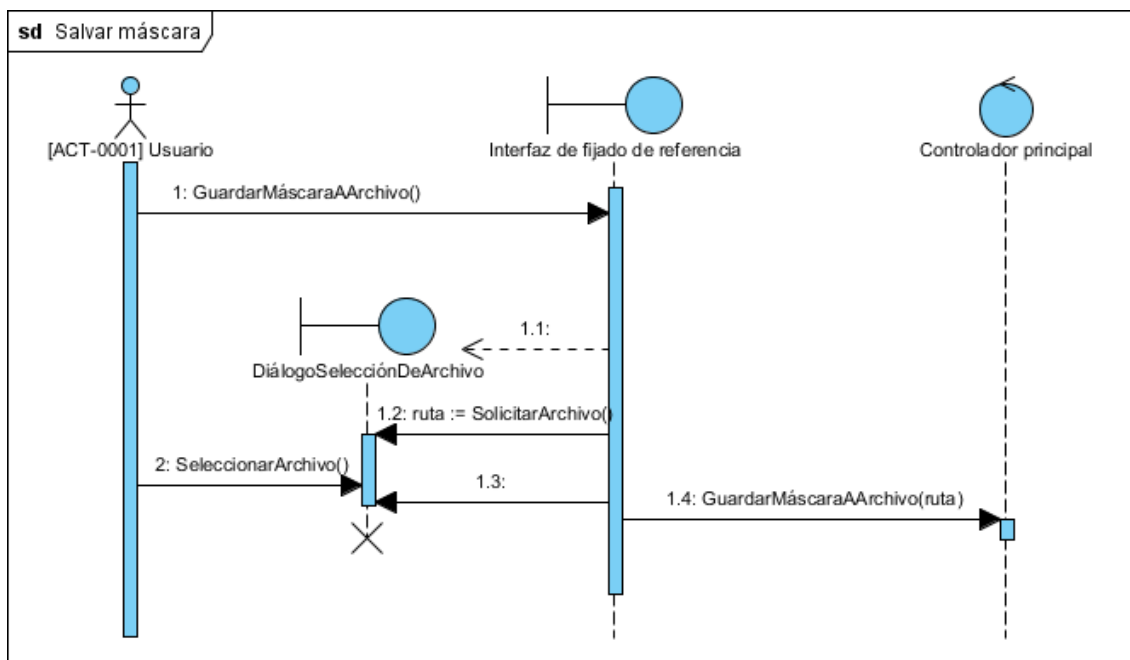 sd Salvar máscara
[ACT-0001] Usuario
Interfaz de fijado de referencia
Controlador principal
1: GuardarMáscaraAArchivo()
1.1:
DiálogoSelecciónDeArchivo
1.2: ruta := SolicitarArchivo()
2: SeleccionarArchivo()
1.3:
1.4: GuardarMáscaraAArchivo(ruta)